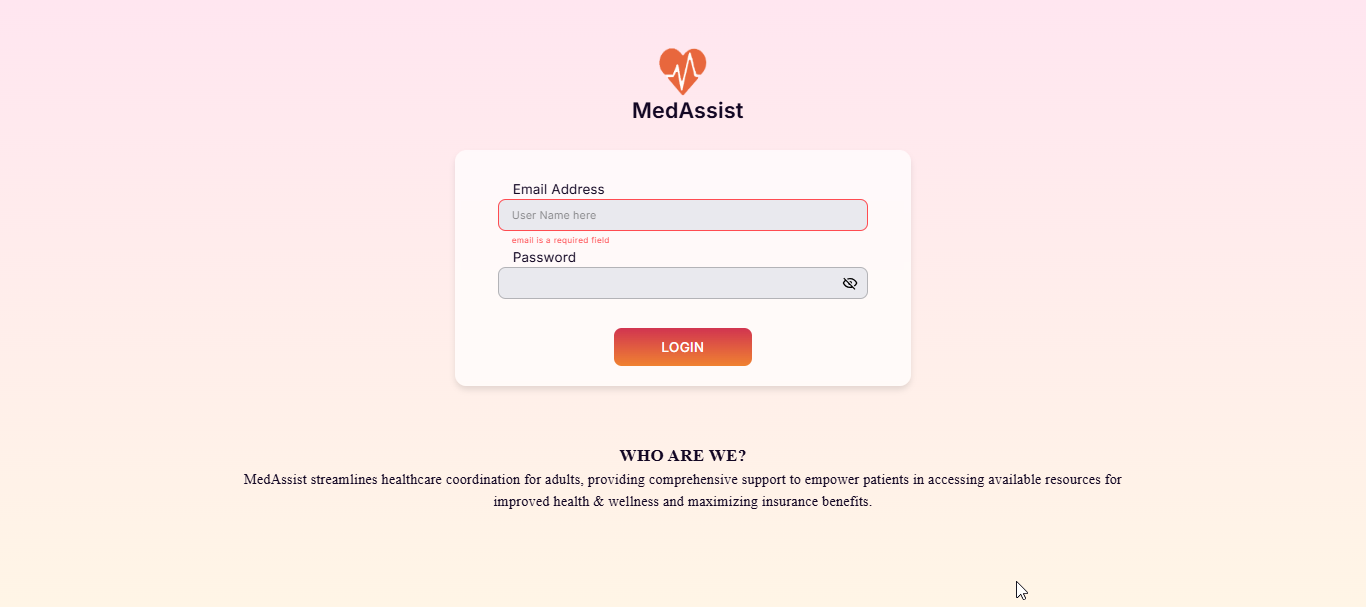 MedAssist
Email Address
User Name here
email is a required field
Password
LOGIN
WHO ARE WE?
MedAssist streamlines healthcare coordination for adults, providing comprehensive support to empower patients in accessing available resources for
improved health & wellness and maximizing insurance benefits.